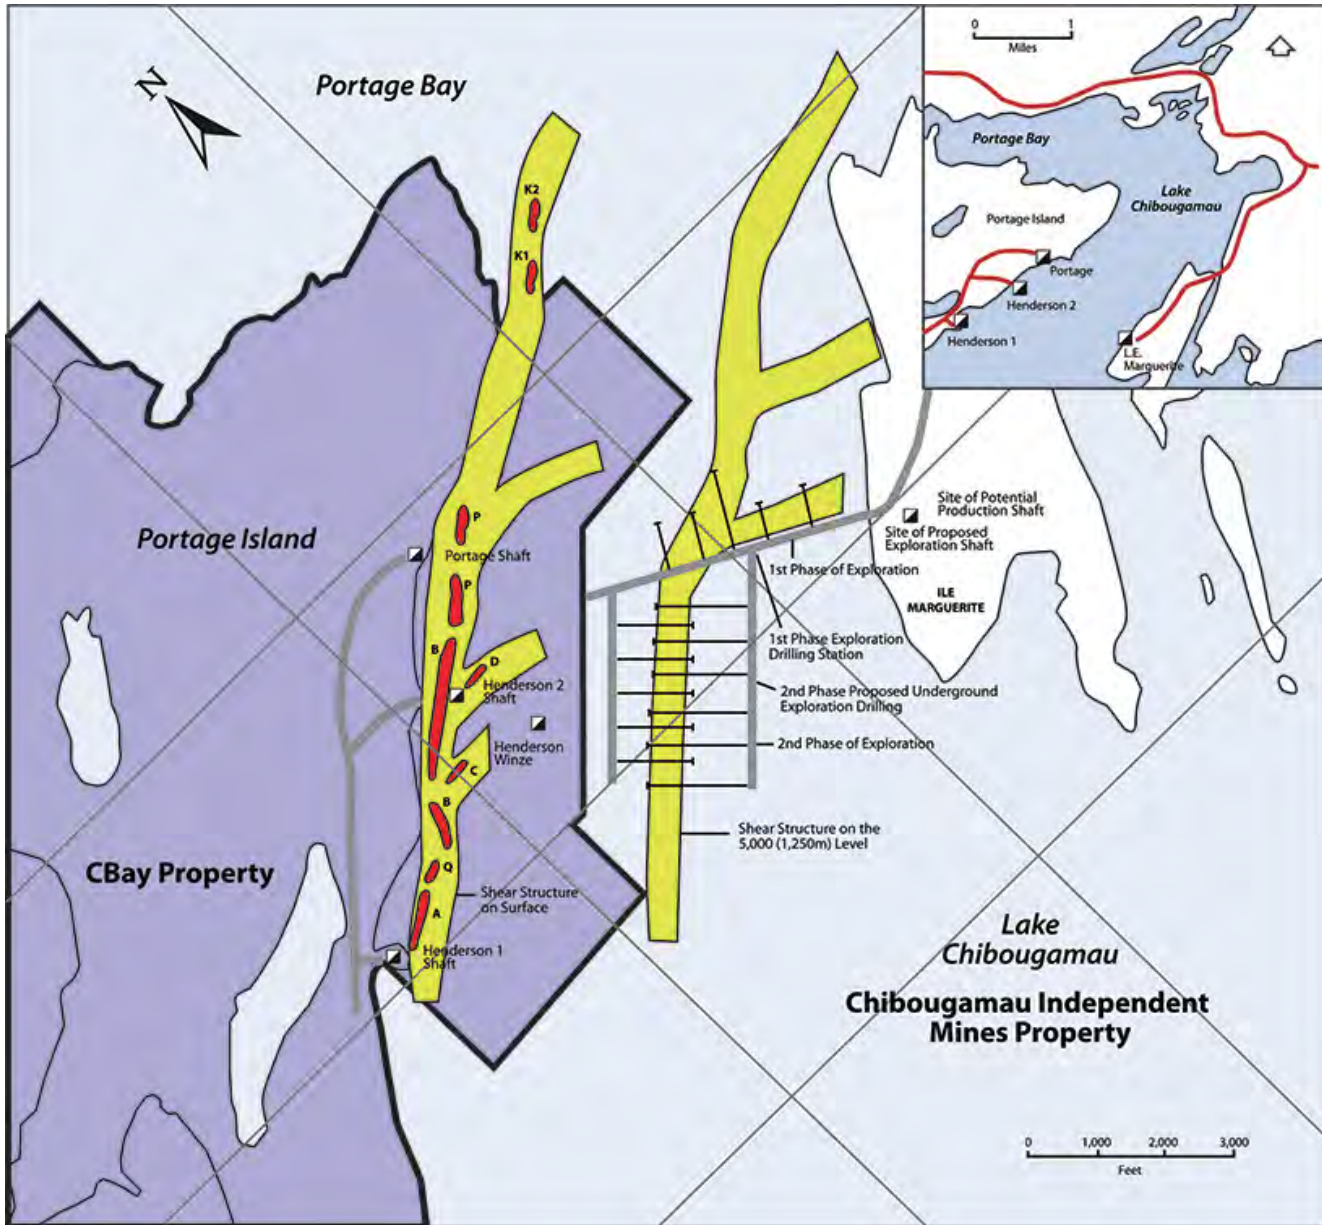 N
Portage Bay
0 1
Miles
Portage Bay
Lake
Chibougamau
Portage Island
Portage
Henderson 2
Henderson 1
L.E.
Marguerite
K2
K1
Portage Island
P
Portage Shaft
P
B
D
Henderson 2
Shaft
Henderson
Winze
C
B
Q
A
Shear Structure
on Surface
Henderson 1
Shaft
CBay Property
Site of Potential
Production Shaft
Site of Proposed
Exploration Shaft
1st Phase of Exploration
ILE
MARGUERITE
1st Phase Exploration
Drilling Station
2nd Phase Proposed Underground
Exploration Drilling
2nd Phase of Exploration
Shear Structure on the
5,000 (1,250m) Level
Lake
Chibougamau
Chibougamau Independent
Mines Property
0 1,000 2,000 3,000
Feet